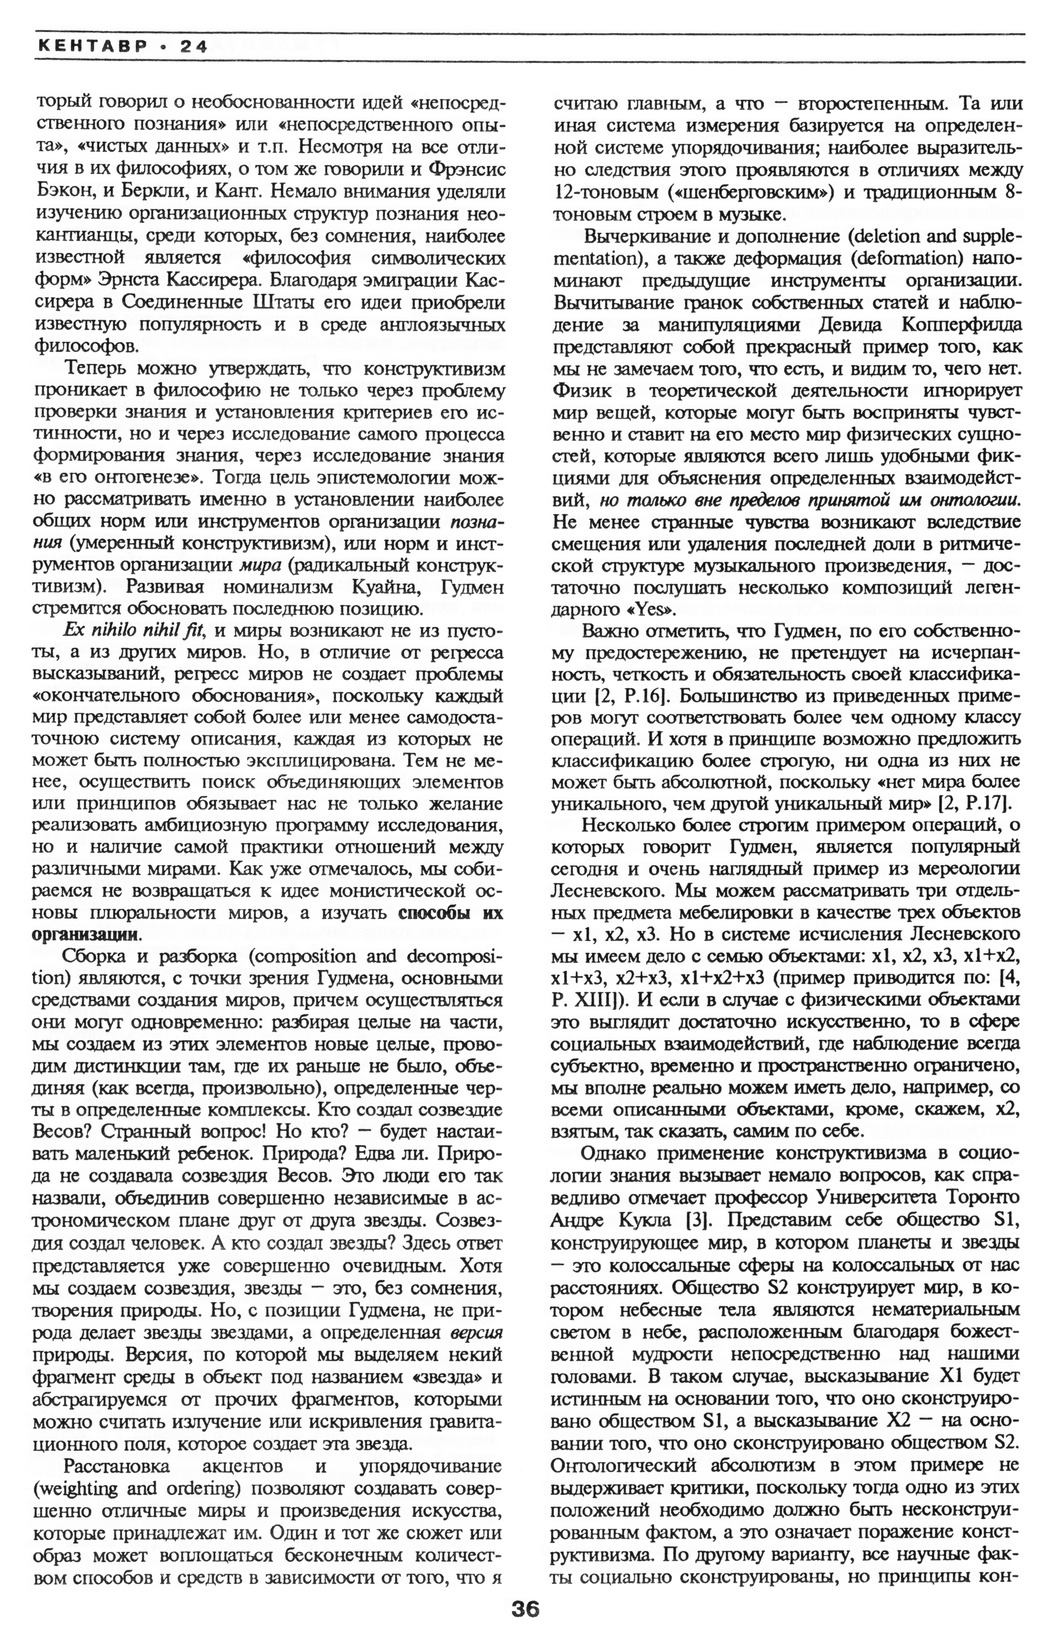 КЕНТАВР • 24
торый говорил о необоснованности идей «непосред-
ственного познания» или «непосредственного опы-
та», «чистых данных» и т.п. Несмотря на все отли-
чия в их философиях, о том же говорили и Фрэнсис
Бэкон, и Беркли, и Кант. Немало внимания уделяли
изучению организационных структур познания нео-
кантианцы, среди которых, без сомнения, наиболее
известной является «философия символических
форм» Эрнста Кассирера. Благодаря эмиграции Кас-
сирера в Соединенные Штаты его идеи приобрели
известную популярность и в среде англоязычных
философов.
Теперь можно утверждать, что конструктивизм
проникает в философию не только через проблему
проверки знания и установления критериев его ис-
тинности, но и через исследование самого процесса
формирования знания, через исследование знания
«в его онтогенезе». Тогда цель эпистемологии мож-
но рассматривать именно в установлении наиболее
общих норм или инструментов организации позна-
ния (умеренный конструктивизм), или норм и инст-
рументов организации мира (радикальный конструк-
тивизм). Развивая номинализм Куайна, Гудмен
стремится обосновать последнюю позицию.
Ex nihilo nihil fit, и миры возникают не из пусто-
ты, а из других миров. Но, в отличие от регресса
высказываний, регресс миров не создает проблемы
«окончательного обоснования», поскольку каждый
мир представляет собой более или менее самодоста-
точную систему описания, каждая из которых не
может быть полностью эксплицирована. Тем не ме-
нее, осуществить поиск объединяющих элементов
или принципов обязывает нас не только желание
реализовать амбициозную программу исследования,
но и наличие самой практики отношений между
различными мирами. Как уже отмечалось, мы соби-
раемся не возвращаться к идее монистической ос-
новы плюральности миров, а изучать способы их
организации.
Сборка и разборка (composition and decomposi-
tion) являются, с точки зрения Гудмена, основными
средствами создания миров, причем осуществляться
они могут одновременно: разбирая целые на части,
мы создаем из этих элементов новые целые, прово-
дим дистинкции там, где их раньше не было, объе-
диняя (как всегда, произвольно), определенные чер-
ты в определенные комплексы. Кто создал созвездие
Весов? Странный вопрос! Но кто? — будет настаи-
вать маленький ребенок. Природа? Едва ли. Приро-
да не создавала созвездия Весов. Это люди его так
назвали, объединив совершенно независимые в ас-
трономическом плане друг от друга звезды. Созвез-
дия создал человек. А кто создал звезды? Здесь ответ
представляется уже совершенно очевидным. Хотя
мы создаем созвездия, звезды — это, без сомнения,
творения природы. Но, с позиции Гудмена, не при-
рода делает звезды звездами, а определенная версия
природы. Версия, по которой мы выделяем некий
фрагмент среды в объект под названием «звезда» и
абстрагируемся от прочих фрагментов, которыми
можно считать излучение или искривления гравита-
ционного поля, которое создает эта звезда.
Расстановка акцентов и упорядочивание
(weighting and ordering) позволяют создавать совер-
шенно отличные миры и произведения искусства,
которые принадлежат им. Один и тот же сюжет или
образ может воплощаться бесконечным количест-
вом способов и средств в зависимости от того, что я
считаю главным, а что — второстепенным. Та или
иная система измерения базируется на определен-
ной системе упорядочивания; наиболее выразитель-
но следствия этого проявляются в отличиях между
12-тоновым («шенберговским») и традиционным 8-
тоновым строем в музыке.
Вычеркивание и дополнение (deletion and supple-
mentation), а также деформация (deformation) напо-
минают предыдущие инструменты организации.
Вычитывание гранок собственных статей и наблю-
дение за манипуляциями Девида Копперфилда
представляют собой прекрасный пример того, как
мы не замечаем того, что есть, и видим то, чего нет.
Физик в теоретической деятельности игнорирует
мир вещей, которые могут быть восприняты чувст-
венно и ставит на его место мир физических сущно-
стей, которые являются всего лишь удобными фик-
циями для объяснения определенных взаимодейст-
вий, но только вне пределов принятой им онтологии.
Не менее странные чувства возникают вследствие
смещения или удаления последней доли в ритмиче-
ской структуре музыкального произведения, — дос-
таточно послушать несколько композиций леген-
дарного «Yes».
Важно отметить, что Гудмен, по его собственно-
му предостережению, не претендует на исчерпан-
ность, четкость и обязательность своей классифика-
ции [2, P.16]. Большинство из приведенных приме-
ров могут соответствовать более чем одному классу
операций. И хотя в принципе возможно предложить
классификацию более строгую, ни одна из них не
может быть абсолютной, поскольку «нет мира более
уникального, чем другой уникальный мир» [2, P.17].
Несколько более строгим примером операций, о
которых говорит Гудмен, является популярный
сегодня и очень наглядный пример из мереологии
Лесневского. Мы можем рассматривать три отдель-
ных предмета мебелировки в качестве трех объектов
— x1, x2, x3. Но в системе исчисления Лесневского
мы имеем дело с семью объектами: x1, x2, x3, x1+x2,
x1+x3, x2+x3, x1+x2+x3 (пример приводится по: [4,
P. XIII]). И если в случае с физическими объектами
это выглядит достаточно искусственно, то в сфере
социальных взаимодействий, где наблюдение всегда
субъектно, временно и пространственно ограничено,
мы вполне реально можем иметь дело, например, со
всеми описанными объектами, кроме, скажем, x2,
взятым, так сказать, самим по себе.
Однако применение конструктивизма в социо-
логии знания вызывает немало вопросов, как спра-
ведливо отмечает профессор Университета Торонто
Андре Кукла [3]. Представим себе общество S1,
конструирующее мир, в котором планеты и звезды
— это колоссальные сферы на колоссальных от нас
расстояниях. Общество S2 конструирует мир, в ко-
тором небесные тела являются нематериальным
светом в небе, расположенным благодаря божест-
венной мудрости непосредственно над нашими
головами. В таком случае, высказывание X1 будет
истинным на основании того, что оно сконструиро-
вано обществом S1, а высказывание X2 — на осно-
вании того, что оно сконструировано обществом S2.
Онтологический абсолютизм в этом примере не
выдерживает критики, поскольку тогда одно из этих
положений необходимо должно быть несконструи-
рованным фактом, а это означает поражение конст-
руктивизма. По другому варианту, все научные фак-
ты социально сконструированы, но принципы кон-
36